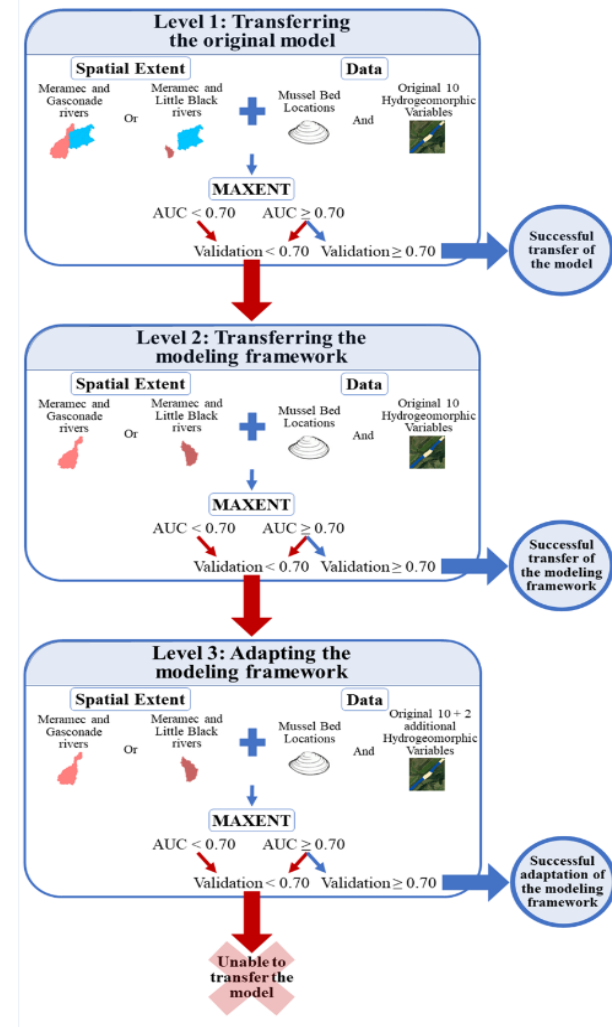 Level 1: Transferring
the original model
Spatial Extent
Data
Meramec and
Gasconade
rivers
Or
Meramec and
Little Black
rivers
Mussel Bed
Locations
And
Original 10
Hydrogeomorphic
Variables
MAXENT
AUC < 0.70
AUC ≥ 0.70
Validation < 0.70
Validation ≥ 0.70
Successful
transfer of
the model
Level 2: Transferring the
modeling framework
Spatial Extent
Data
Meramec and
Gasconade
rivers
Or
Meramec and
Little Black
rivers
Mussel Bed
Locations
And
Original 10
Hydrogeomorphic
Variables
MAXENT
AUC < 0.70
AUC ≥ 0.70
Validation < 0.70
Validation ≥ 0.70
Successful
transfer of
the modeling
framework
Level 3: Adapting the
modeling framework
Spatial Extent
Data
Meramec and
Gasconade
rivers
Or
Meramec and
Little Black
rivers
Mussel Bed
Locations
And
Original 10 + 2
additional
Hydrogeomorphic
Variables
MAXENT
AUC < 0.70
AUC ≥ 0.70
Validation < 0.70
Validation ≥ 0.70
Successful
adaptation of
the modeling
framework
Unable to
transfer the
model